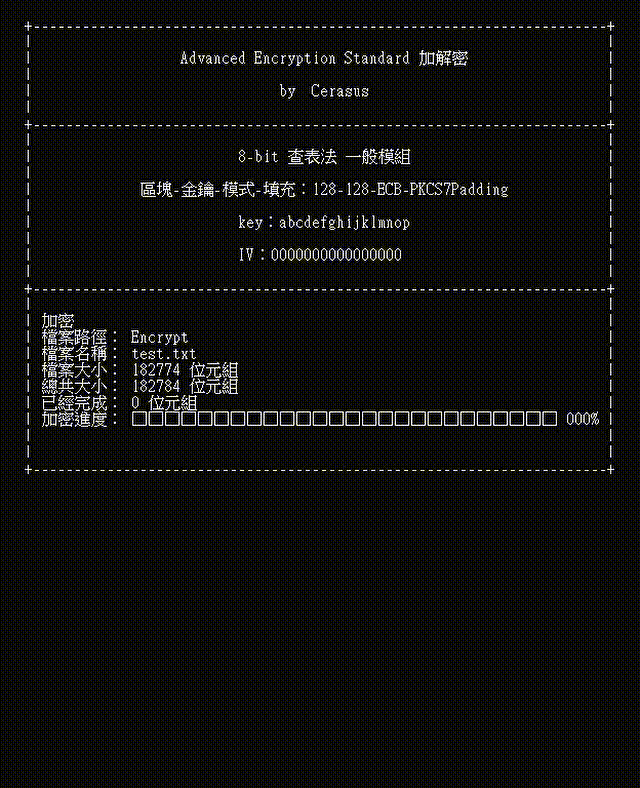 Advanced Encryption Standard 加解密
by Cerasus
8-bit 查表法 一般模組
區塊-金鑰-模式-填充：128-128-ECB-PKCS7Padding
key：abcdefghijklmnop
IV：0000000000000000
加密
檔案路徑： Encrypt
檔案名稱： test.txt
檔案大小： 182774 位元組
總共大小： 182784 位元組
已經完成： 0 位元組
加密進度： □□□□□□□□□□□□□□□□□□□□□□□□□□ 000%